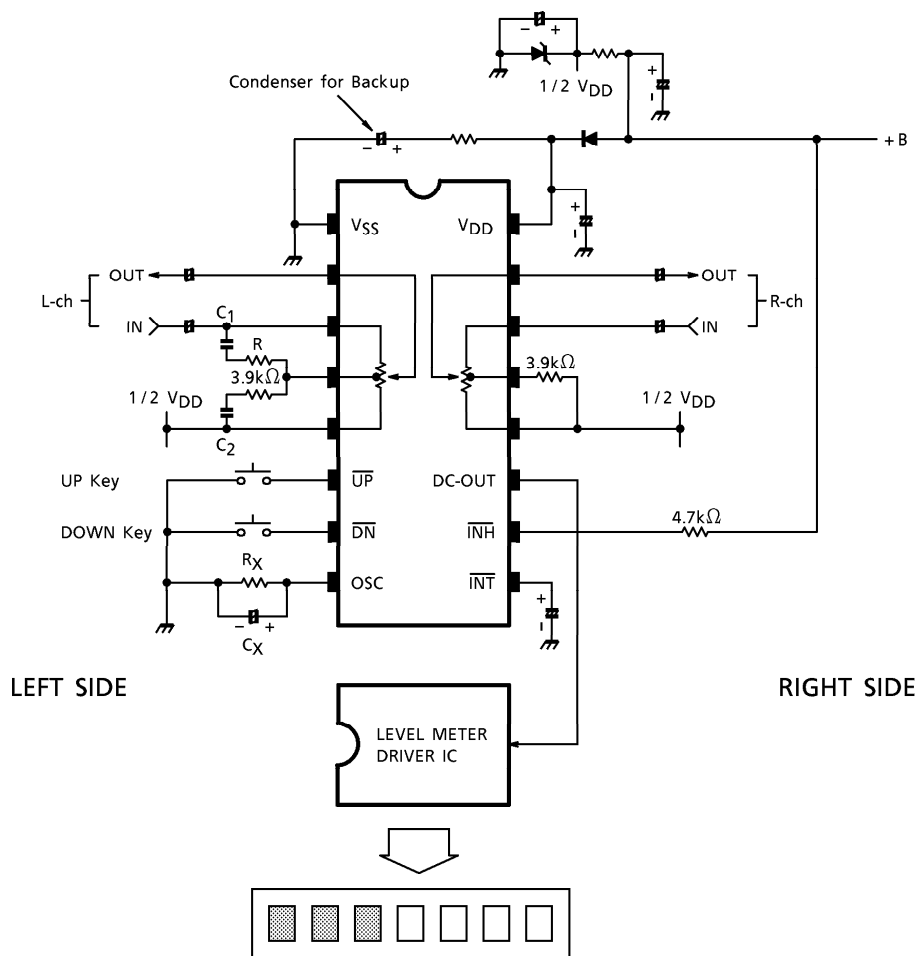 1/2 VDD
Condenser for Backup
- +
+
-
- +
+B
VSS
VDD
+
-
L-ch
OUT
OUT
R-ch
IN
C1
IN
R
3.9kΩ
3.9kΩ
1/2 VDD
1/2 VDD
C2
UP Key
UP
DC-OUT
DOWN Key
DN
INH
4.7kΩ
RX
OSC
INT
- +
CX
+
-
LEFT SIDE
RIGHT SIDE
LEVEL METER
DRIVER IC